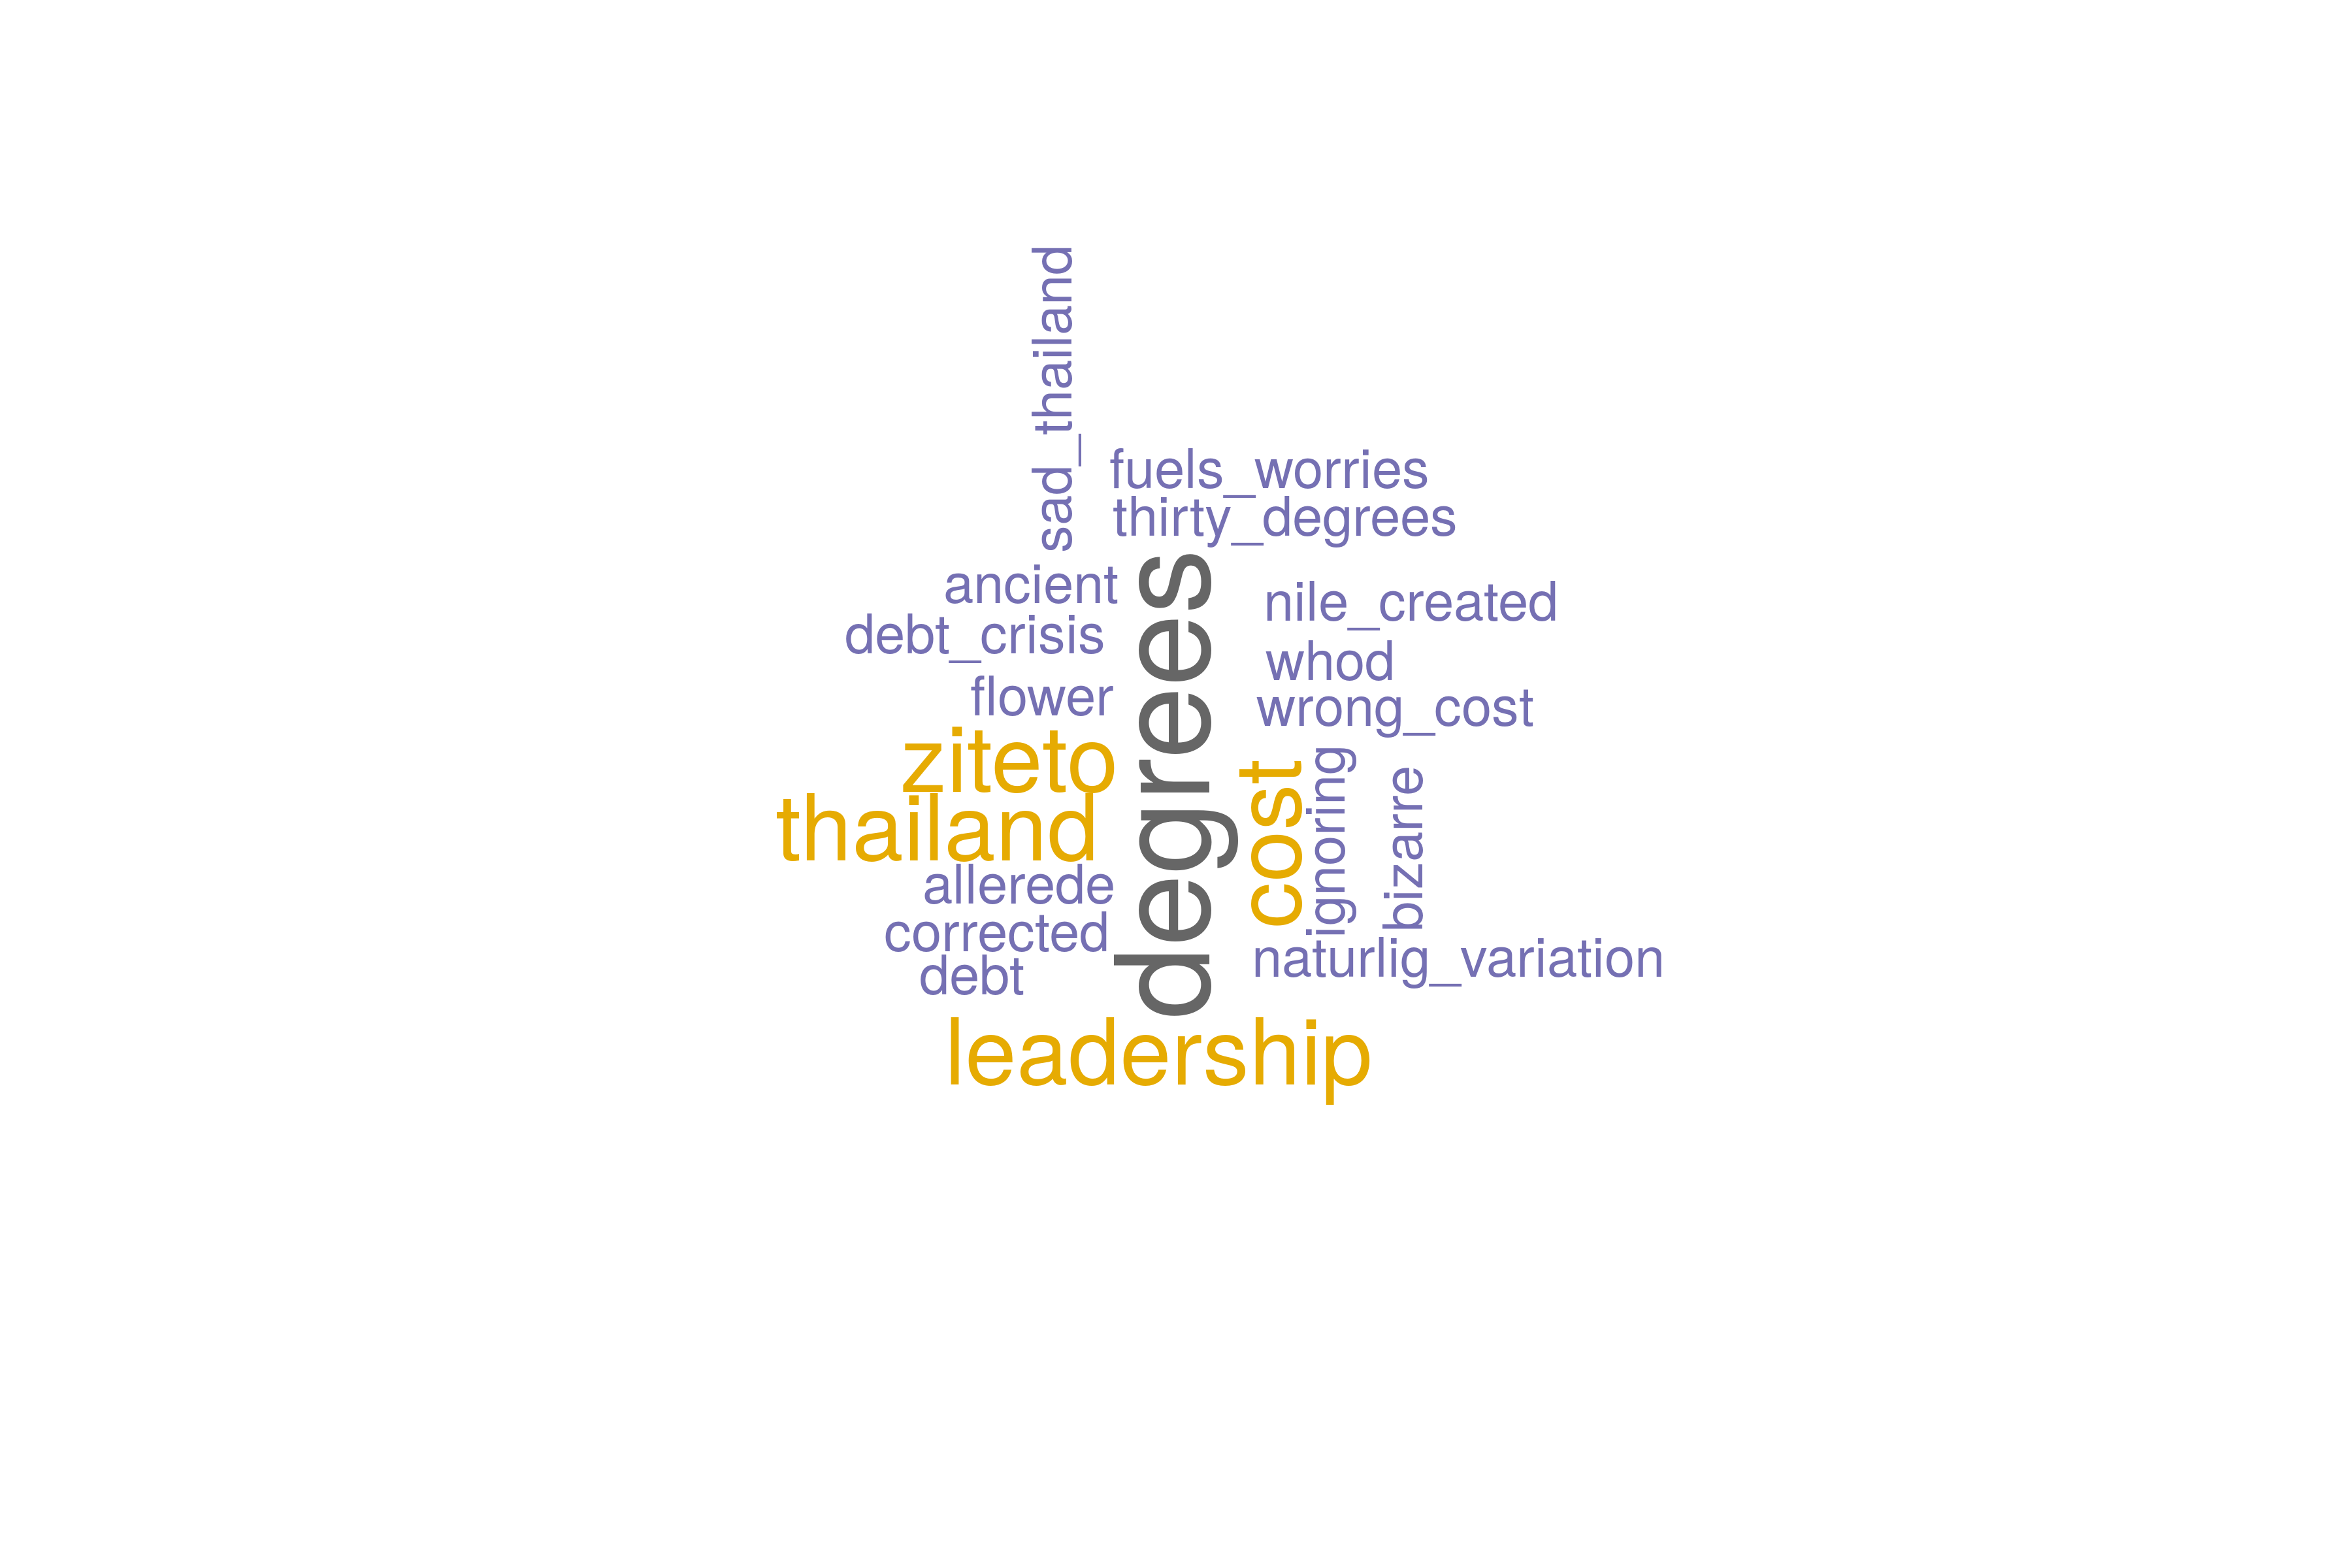 sad_thailand
fuels_worries
thirty_degrees
ancient
nile_created
debt_crisis
whod
flower
wrong_cost
degrees
ziteto
thailand
cost
ignoring
bizarre
allerede
corrected
naturlig_variation
debt
leadership